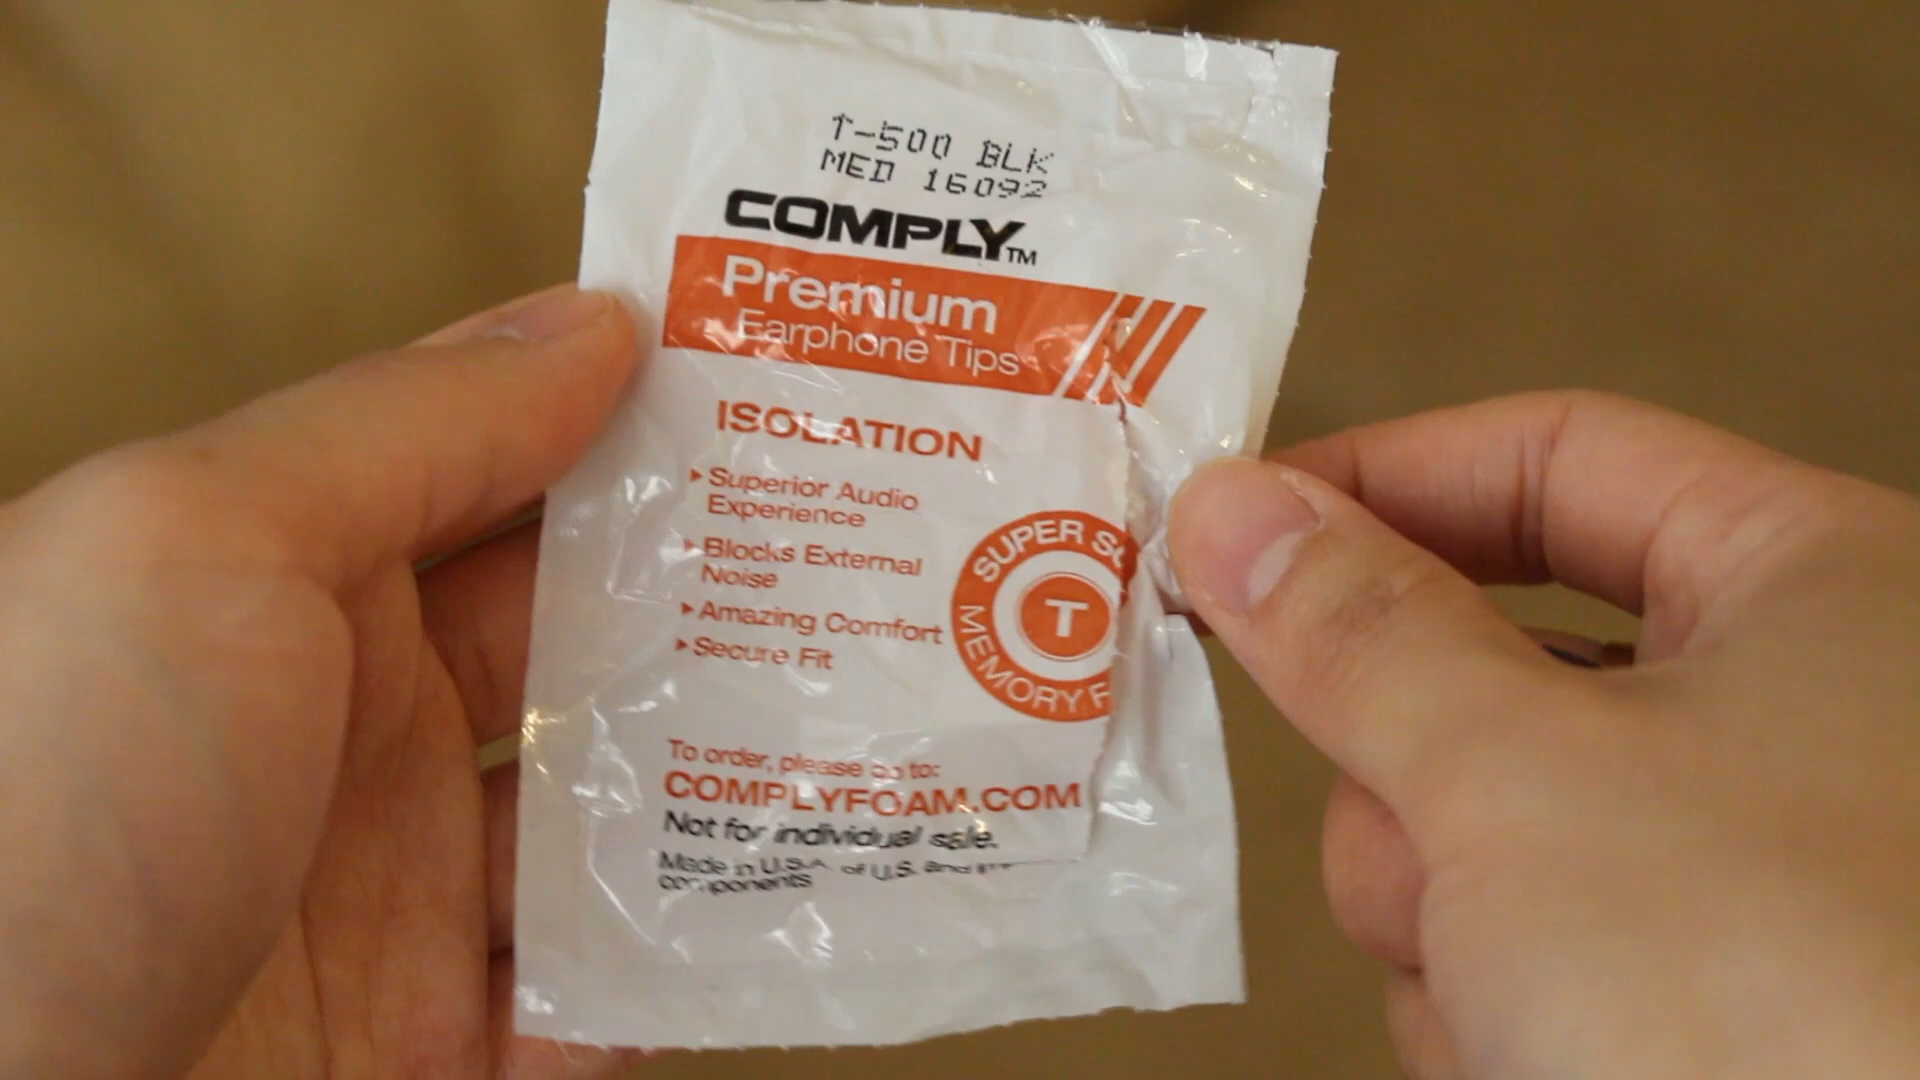 T-500 BLK
MED 16092
COMPLY™
Premium
Earphone Tips
ISOLATION
▸ Superior Audio
Experience
▸ Blocks External
Noise
▸ Amazing Comfort
▸ Secure Fit
SUPER
T
MEMORY
To order, please go to:
COMPLYFOAM.COM
Not for individual sale.
Made in U.S.A. of U.S. and
components